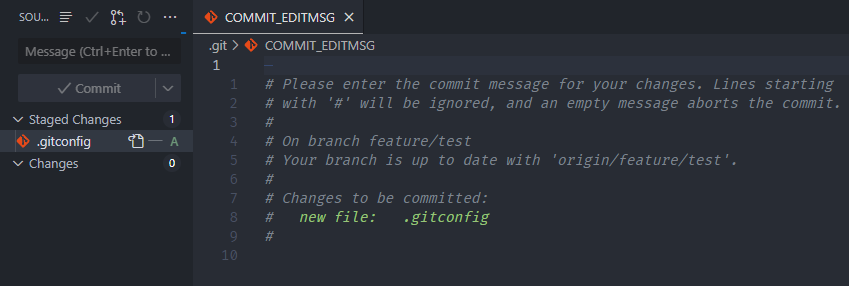 SOU...
Message (Ctrl+Enter to ...
Commit
Staged Changes 1
.gitconfig A
Changes 0
COMMIT_EDITMSG
.git > COMMIT_EDITMSG
1
1 # Please enter the commit message for your changes. Lines starting
2 # with '#' will be ignored, and an empty message aborts the commit.
3 #
4 # On branch feature/test
5 # Your branch is up to date with 'origin/feature/test'.
6 #
7 # Changes to be committed:
8 #   new file:   .gitconfig
9 #
10